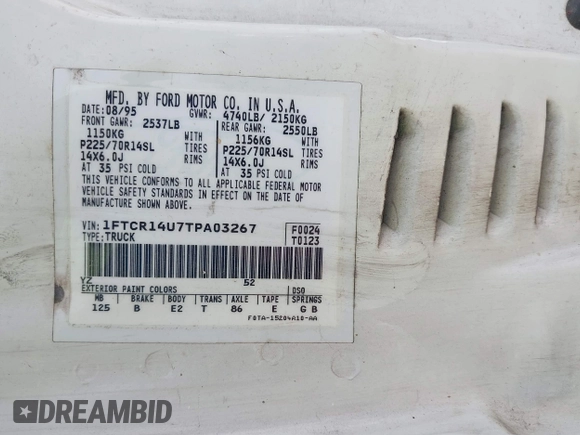 MFD. BY FORD MOTOR CO. IN U.S.A.
DATE: 08/95 GVWR: 4740LB/ 2150KG
FRONT GAWR: 2537LB REAR GAWR: 2550LB
1150KG WITH 1156KG WITH
P225/70R14SL TIRES P225/70R14SL TIRES
14X6.0J RIMS 14X6.0J RIMS
AT 35 PSI COLD AT 35 PSI COLD
THIS VEHICLE CONFORMS TO ALL APPLICABLE FEDERAL MOTOR
VEHICLE SAFETY STANDARDS IN EFFECT ON THE DATE OF
MANUFACTURE SHOWN ABOVE.
VIN: 1FTCR14U7TPA03267 F0024
TYPE: TRUCK T0123
YZ 52
EXTERIOR PAINT COLORS DSO
WB BRAKE BODY TRANS AXLE TAPE SPRINGS
125 B E2 T 86 E G B
F0TA-15204A10-AA
DREAMBID